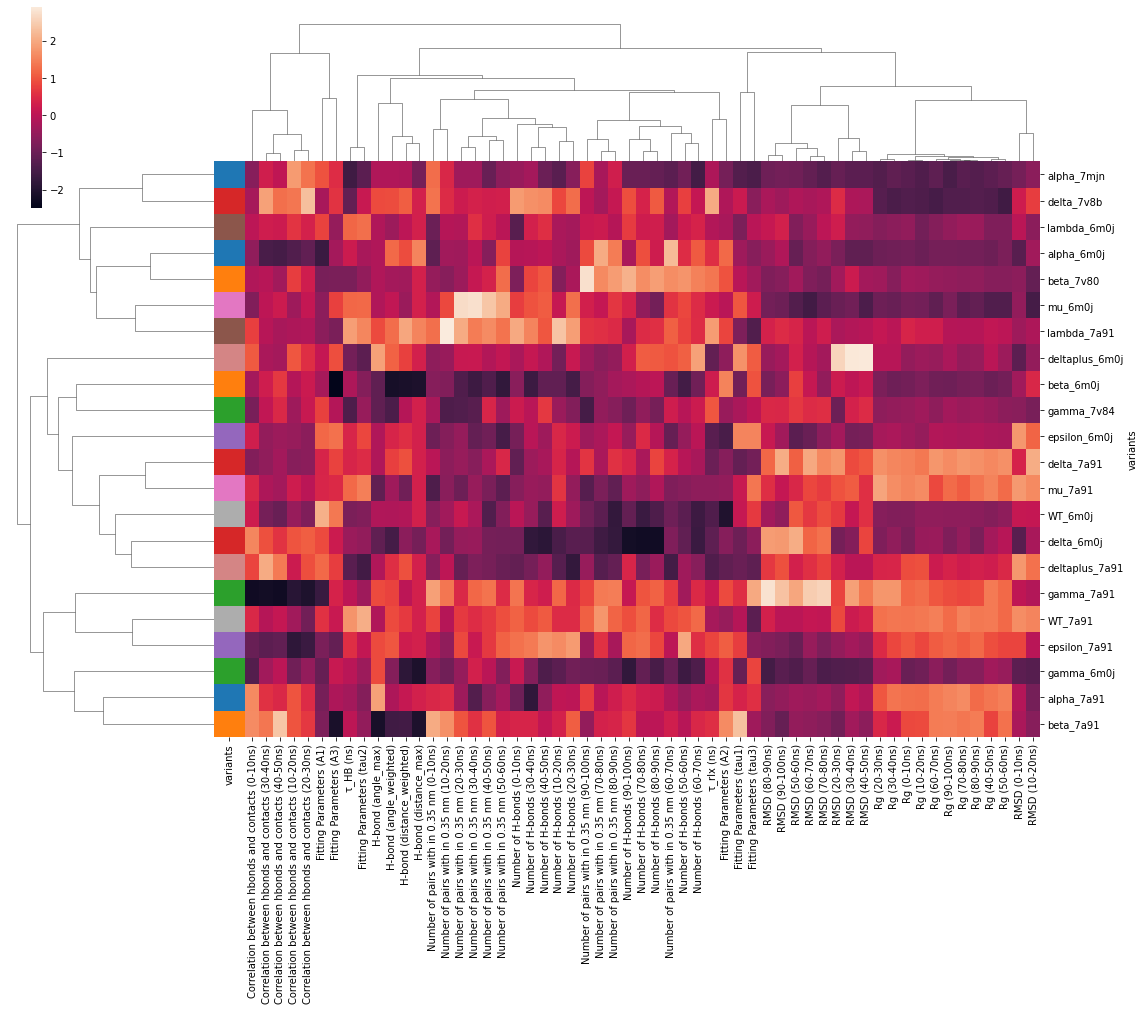 2
1
0
−1
−2
alpha_7mjn
delta_7v8b
lambda_6m0j
alpha_6m0j
beta_7v80
mu_6m0j
lambda_7a91
deltaplus_6m0j
beta_6m0j
gamma_7v84
epsilon_6m0j
delta_7a91
mu_7a91
WT_6m0j
delta_6m0j
deltaplus_7a91
gamma_7a91
WT_7a91
epsilon_7a91
gamma_6m0j
alpha_7a91
beta_7a91
variants
variants
Correlation between hbonds and contacts (0-10ns)
Correlation between hbonds and contacts (30-40ns)
Correlation between hbonds and contacts (40-50ns)
Correlation between hbonds and contacts (10-20ns)
Correlation between hbonds and contacts (20-30ns)
Fitting Parameters (A1)
Fitting Parameters (A3)
τ_HB (ns)
Fitting Parameters (tau2)
H-bond (angle_max)
H-bond (angle_weighted)
H-bond (distance_weighted)
H-bond (distance_max)
Number of pairs with in 0.35 nm (0-10ns)
Number of pairs with in 0.35 nm (10-20ns)
Number of pairs with in 0.35 nm (20-30ns)
Number of pairs with in 0.35 nm (30-40ns)
Number of pairs with in 0.35 nm (40-50ns)
Number of pairs with in 0.35 nm (50-60ns)
Number of H-bonds (0-10ns)
Number of H-bonds (30-40ns)
Number of H-bonds (40-50ns)
Number of H-bonds (10-20ns)
Number of H-bonds (20-30ns)
Number of pairs with in 0.35 nm (90-100ns)
Number of pairs with in 0.35 nm (70-80ns)
Number of pairs with in 0.35 nm (80-90ns)
Number of H-bonds (90-100ns)
Number of H-bonds (70-80ns)
Number of H-bonds (80-90ns)
Number of pairs with in 0.35 nm (60-70ns)
Number of H-bonds (50-60ns)
Number of H-bonds (60-70ns)
τ_rlx (ns)
Fitting Parameters (A2)
Fitting Parameters (tau1)
Fitting Parameters (tau3)
RMSD (80-90ns)
RMSD (90-100ns)
RMSD (50-60ns)
RMSD (60-70ns)
RMSD (70-80ns)
RMSD (20-30ns)
RMSD (30-40ns)
RMSD (40-50ns)
Rg (20-30ns)
Rg (30-40ns)
Rg (0-10ns)
Rg (10-20ns)
Rg (60-70ns)
Rg (90-100ns)
Rg (70-80ns)
Rg (80-90ns)
Rg (40-50ns)
Rg (50-60ns)
RMSD (0-10ns)
RMSD (10-20ns)